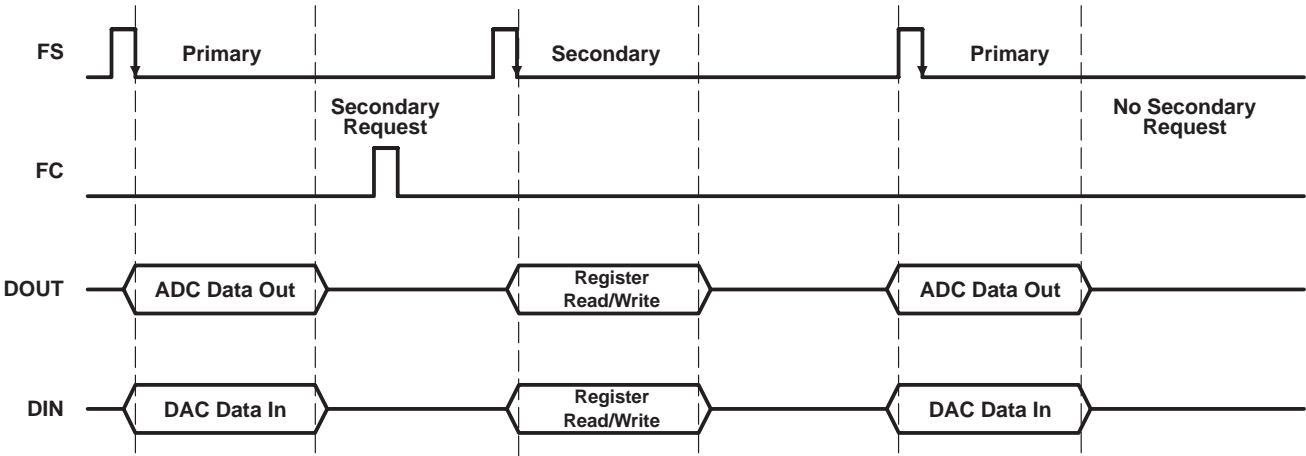 FS
Primary
Secondary
Primary
Secondary
Request
No Secondary
Request
FC
DOUT
ADC Data Out
Register
Read/Write
ADC Data Out
DIN
DAC Data In
Register
Read/Write
DAC Data In